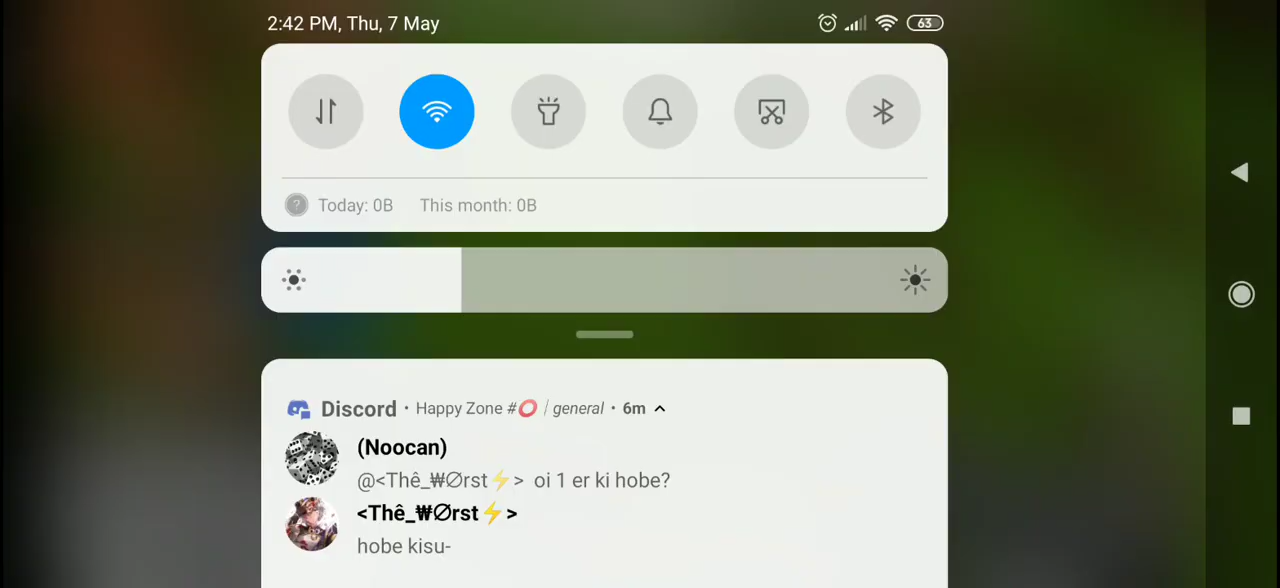 2:42 PM, Thu, 7 May
63
Today: 0B This month: 0B
Discord · Happy Zone #⭕ | general · 6m
(Noocan)
@<Thê_₩Ørst⚡> oi 1 er ki hobe?
<Thê_₩Ørst⚡>
hobe kisu-